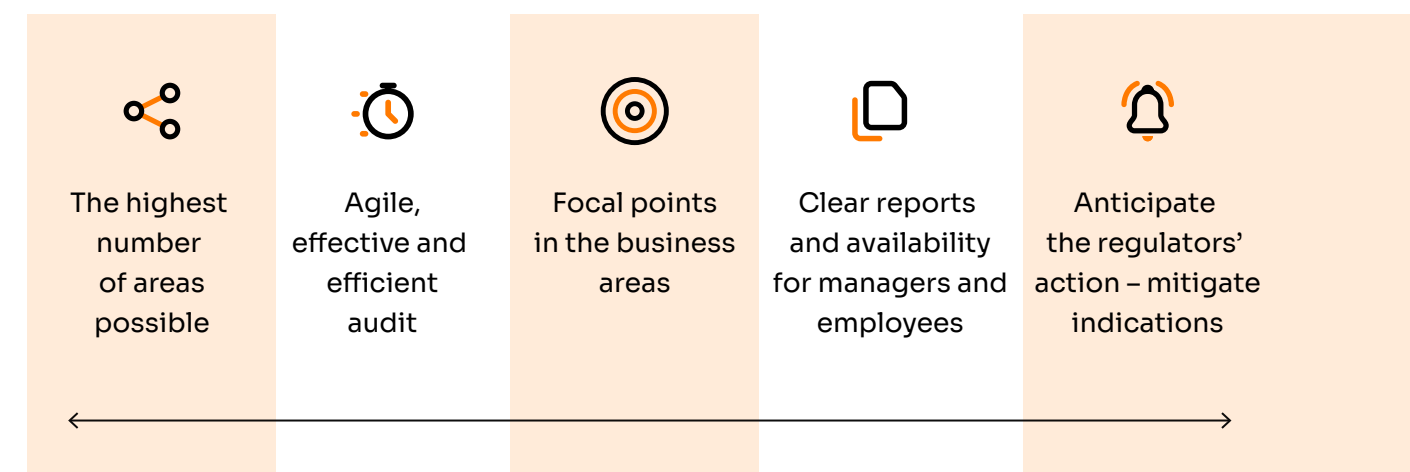 The highest
number
of areas
possible
Agile,
effective and
efficient
audit
Focal points
in the business
areas
Clear reports
and availability
for managers and
employees
Anticipate
the regulators’
action – mitigate
indications